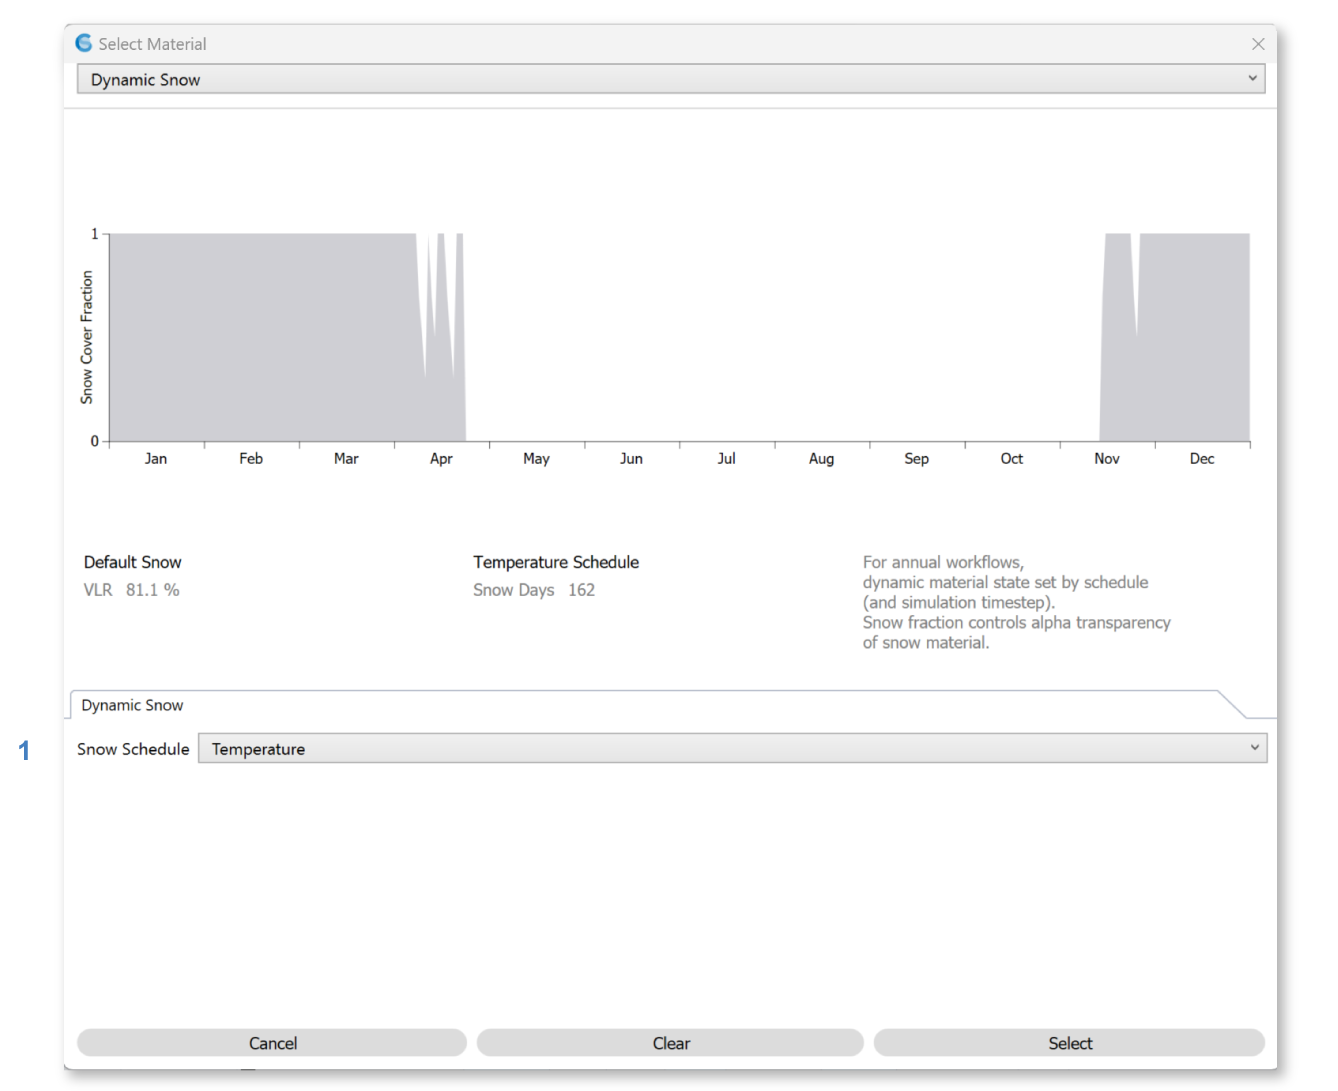 Select Material
Dynamic Snow
1
Snow Cover Fraction
0
Jan Feb Mar Apr May Jun Jul Aug Sep Oct Nov Dec
Default Snow
VLR 81.1 %
Temperature Schedule
Snow Days 162
For annual workflows,
dynamic material state set by schedule
(and simulation timestep).
Snow fraction controls alpha transparency
of snow material.
Dynamic Snow
1
Snow Schedule Temperature
Cancel Clear Select